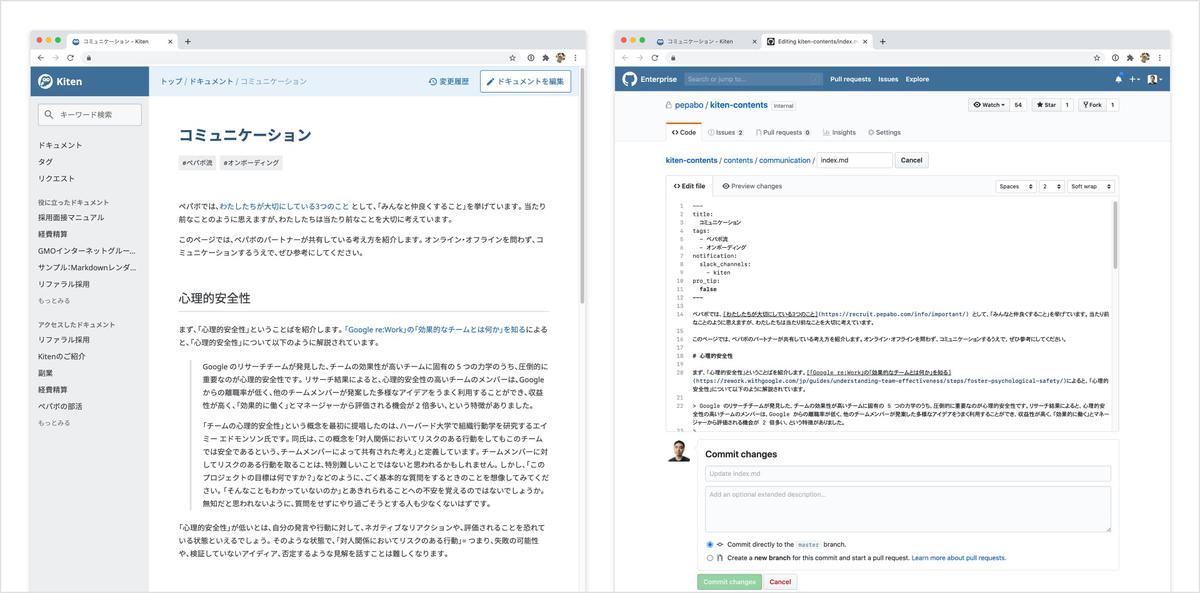 コミュニケーション - Kiten
Kiten
キーワード検索
ドキュメント
タグ
リクエスト
役に立ったドキュメント
採用面接マニュアル
経費精算
GMOインターネットグルー...
サンプル：Markdownレンダ...
リファラル採用
もっとみる
アクセスしたドキュメント
リファラル採用
Kitenのご紹介
副業
経費精算
ペパボの部活
もっとみる
トップ / ドキュメント / コミュニケーション
変更履歴
ドキュメントを編集
コミュニケーション
#ペパボ流 #オンボーディング
ペパボでは、わたしたちが大切にしている3つのこと として、「みんなと仲良くすること」を挙げています。当たり
前なことのように思えますが、わたしたちは当たり前なことを大切に考えています。
このページでは、ペパボのパートナーが共有している考え方を紹介します。オンライン・オフラインを問わず、コ
ミュニケーションするうえで、ぜひ参考にしてください。
心理的安全性
まず、「心理的安全性」ということばを紹介します。「Google re:Work」の「効果的なチームとは何か」を知るによる
と、「心理的安全性」について以下のように解説されています。
Google のリサーチチームが発見した、チームの効果性が高いチームに固有の 5 つの力学のうち、圧倒的に
重要なのが心理的安全性です。リサーチ結果によると、心理的安全性の高いチームのメンバーは、Google
からの離職率が低く、他のチームメンバーが発案した多様なアイデアをうまく利用することができ、収益
性が高く、「効果的に働く」とマネージャーから評価される機会が 2 倍多い、という特徴がありました。
「チームの心理的安全性」という概念を最初に提唱したのは、ハーバード大学で組織行動学を研究するエイ
ミー エドモンソン氏です。同氏は、この概念を「対人関係においてリスクのある行動をしてもこのチーム
では安全であるという、チームメンバーによって共有された考え」と定義しています。チームメンバーに対
してリスクのある行動を取ることは、特別難しいことではないと思われるかもしれません。しかし、「この
プロジェクトの目標は何ですか？」などのように、ごく基本的な質問をするときのことを想像してみてくだ
さい。「そんなこともわかっていないのか」とあきれられることへの不安を覚えるのではないでしょうか。
無知だと思われないように、質問をせずにやり過ごそうとする人も少なくないはずです。
「心理的安全性」が低いとは、自分の発言や行動に対して、ネガティブなリアクションや、評価されることを恐れて
いる状態といえるでしょう。そのような状態で、「対人関係においてリスクのある行動」= つまり、失敗の可能性
や、検証していないアイディア、否定するような見解を話すことは難しくなります。
コミュニケーション - Kiten
Editing kiten-contents/index.m
Enterprise
Search or jump to...
Pull requests Issues Explore
pepabo / kiten-contents Internal
Watch 54 Star 1 Fork 1
Code Issues 2 Pull requests 0 Insights Settings
kiten-contents / contents / communication / index.md Cancel
Edit file Preview changes Spaces 2 Soft wrap
1 ---
2 title:
3 コミュニケーション
4 tags:
5 - ペパボ流
6 - オンボーディング
7 notification:
8 slack_channels:
9 - kiten
10 pro_tip:
11 false
12 ---
13
14 ペパボでは、[わたしたちが大切にしている3つのこと](https://recruit.pepabo.com/info/important/) として、「みんなと仲良くすること」を挙げています。当たり前
なことのように思えますが、わたしたちは当たり前なことを大切に考えています。
15
16 このページでは、ペパボのパートナーが共有している考え方を紹介します。オンライン・オフラインを問わず、コミュニケーションするうえで、ぜひ参考にしてください。
17
18 # 心理的安全性
19
20 まず、「心理的安全性」ということばを紹介します。[「Google re:Work」の「効果的なチームとは何か」を知る]
(https://rework.withgoogle.com/jp/guides/understanding-team-effectiveness/steps/foster-psychological-safety/)によると、「心理的
安全性」について以下のように解説されています。
21
22 > Google のリサーチチームが発見した、チームの効果性が高いチームに固有の 5 つの力学のうち、圧倒的に重要なのが心理的安全性です。リサーチ結果によると、心理的安
全性の高いチームのメンバーは、Google からの離職率が低く、他のチームメンバーが発案した多様なアイデアをうまく利用することができ、収益性が高く、「効果的に働く」とマネー
ジャーから評価される機会が 2 倍多い、という特徴がありました。
23 >
Commit changes
Update index.md
Add an optional extended description...
Commit directly to the master branch.
Create a new branch for this commit and start a pull request. Learn more about pull requests.
Commit changes Cancel